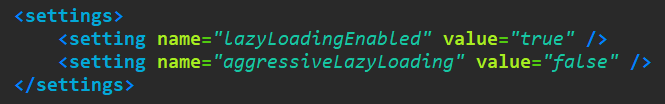 <settings>
    <setting name="lazyLoadingEnabled" value="true" />
    <setting name="aggressiveLazyLoading" value="false" />
</settings>